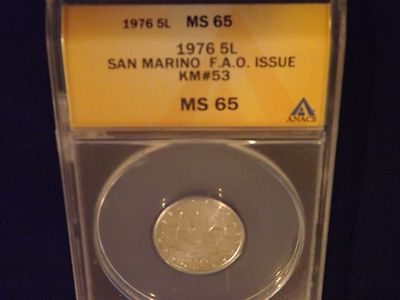 1976 5L MS 65
1976 5L
SAN MARINO F.A.O. ISSUE
KM#53
MS 65
ANACS